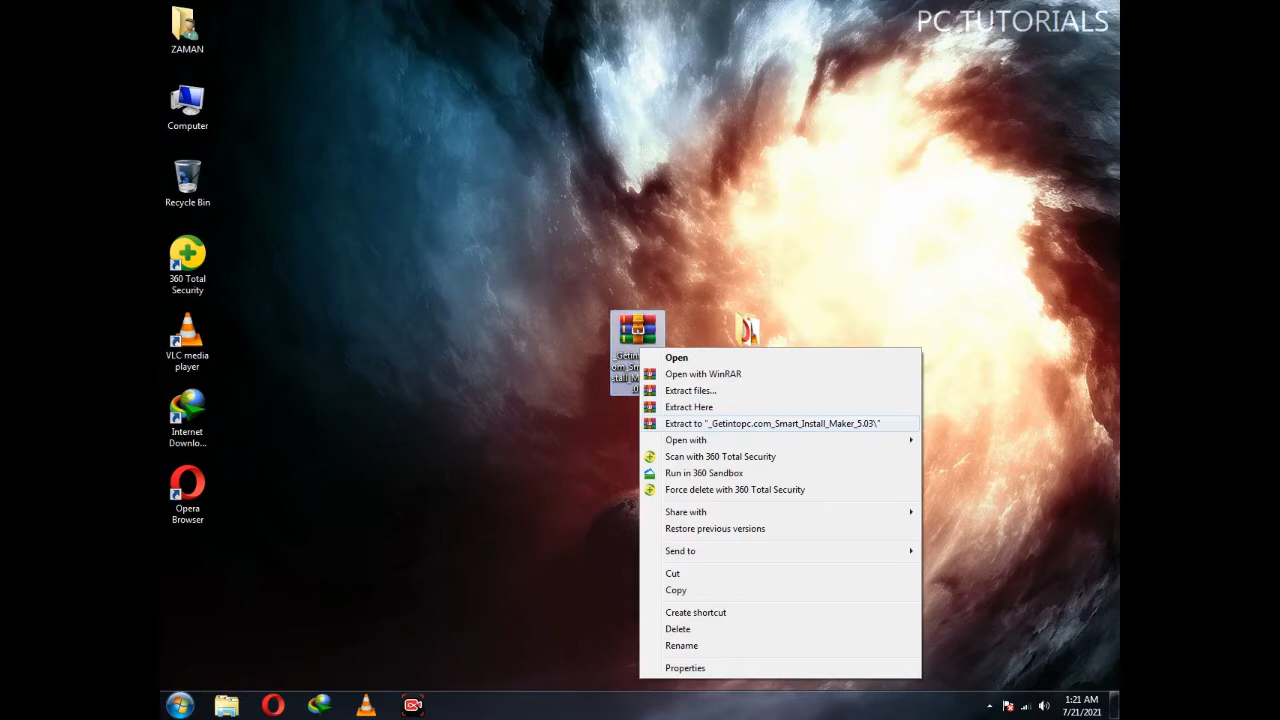 PC TUTORIALS
ZAMAN
Computer
Recycle Bin
360 Total
Security
VLC media
player
Internet
Downlo...
Opera
Browser
Open
Open with WinRAR
Extract files...
Extract Here
Extract to "_Getintopc.com_Smart_Install_Maker_5.03\"
Open with
Scan with 360 Total Security
Run in 360 Sandbox
Force delete with 360 Total Security
Share with
Restore previous versions
Send to
Cut
Copy
Create shortcut
Delete
Rename
Properties
1:21 AM
7/21/2021